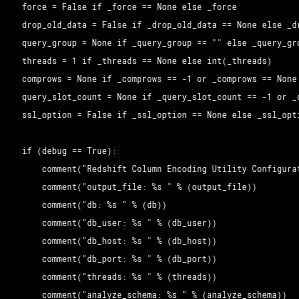 force = False if _force == None else _force
drop_old_data = False if _drop_old_data == None else _dr
query_group = None if _query_group == "" else _query_gro
threads = 1 if _threads == None else int(_threads)
comprows = None if _comprows == -1 or _comprows == None
query_slot_count = None if _query_slot_count == -1 or _q
ssl_option = False if _ssl_option == None else _ssl_opti
if (debug == True):
comment("Redshift Column Encoding Utility Configurat
comment("output_file: %s " % (output_file))
comment("db: %s " % (db))
comment("db_user: %s " % (db_user))
comment("db_host: %s " % (db_host))
comment("db_port: %s " % (db_port))
comment("threads: %s " % (threads))
comment("analyze_schema: %s " % (analyze_schema))